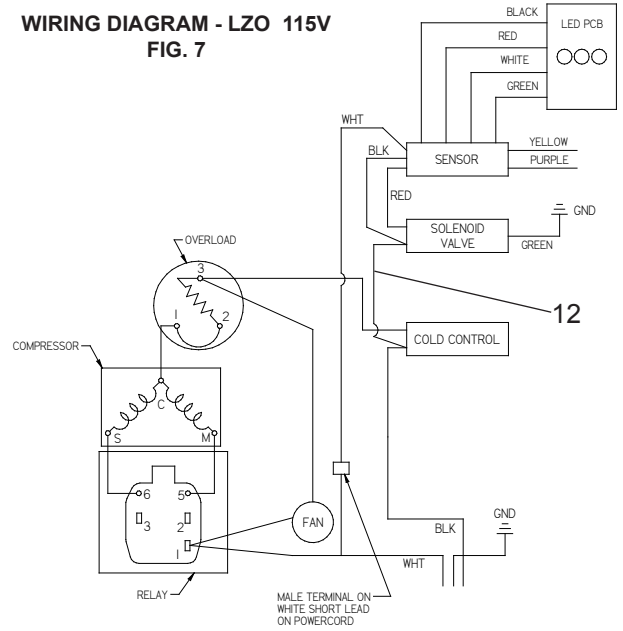 WIRING DIAGRAM - LZO 115V
FIG. 7
BLACK
LED PCB
RED
WHITE
GREEN
WHT
BLK
SENSOR
YELLOW
PURPLE
RED
GND
SOLENOID
VALVE
GREEN
OVERLOAD
3
1
2
12
COLD CONTROL
COMPRESSOR
C
S
M
6
5
3
2
1
FAN
GND
BLK
WHT
RELAY
MALE TERMINAL ON
WHITE SHORT LEAD
ON POWERCORD